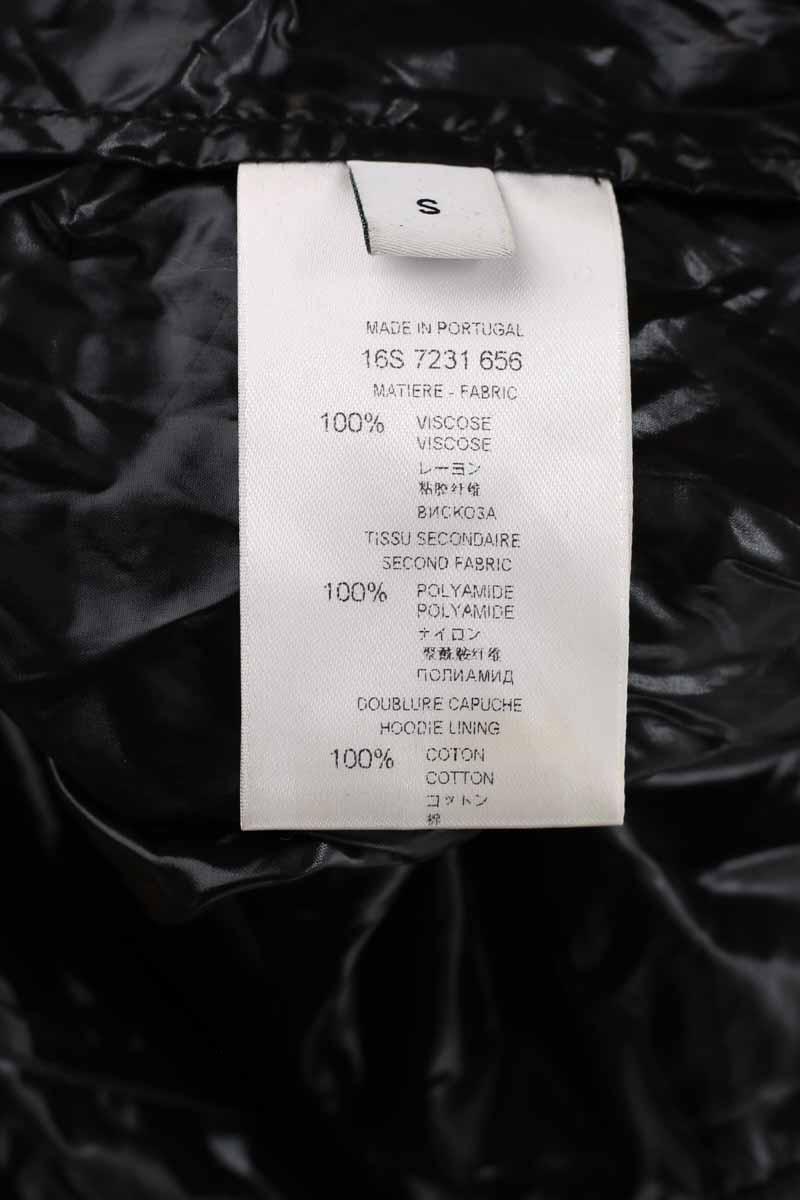 S
MADE IN PORTUGAL
16S 7231 656
MATIERE - FABRIC
100% VISCOSE
VISCOSE
レーヨン
粘胶纤维
ВИСКОЗА
TISSU SECONDAIRE
SECOND FABRIC
100% POLYAMIDE
POLYAMIDE
ナイロン
聚酰胺纤维
ПОЛИАМИД
DOUBLURE CAPUCHE
HOODIE LINING
100% COTON
COTTON
コットン
棉